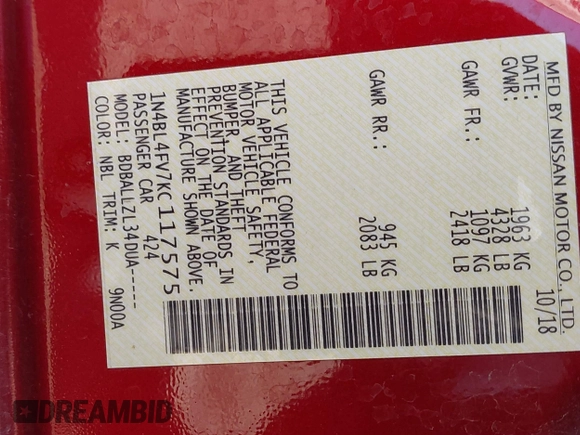 MFD BY NISSAN MOTOR CO., LTD.
DATE: 10/18
GVWR: 1963 KG
4328 LB
GAWR FR.: 1097 KG
2418 LB
GAWR RR.: 945 KG
2083 LB
THIS VEHICLE CONFORMS TO
ALL APPLICABLE FEDERAL
MOTOR VEHICLE SAFETY,
BUMPER, AND THEFT
PREVENTION STANDARDS IN
EFFECT ON THE DATE OF
MANUFACTURE SHOWN ABOVE.
1N4BL4FV7KC117575
PASSENGER CAR 424
MODEL: BDBALLZL34DUA-----
COLOR: NBL TRIM: K 9N00A
DREAMBID